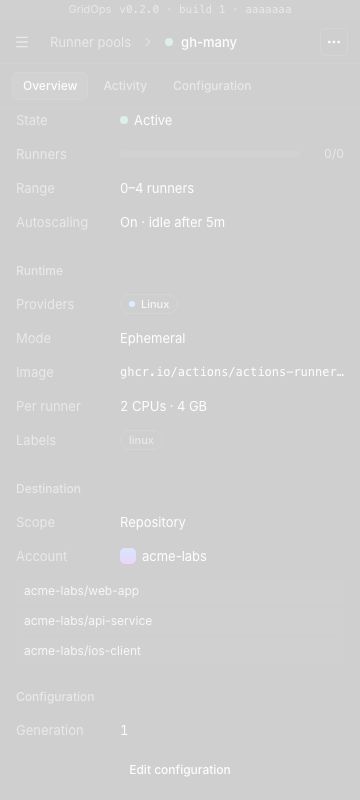 GridOps v0.2.0 · build 1 · aaaaaaa
Runner pools > gh-many
Overview Activity Configuration
State Active
Runners 0/0
Range 0–4 runners
Autoscaling On · idle after 5m
Runtime
Providers Linux
Mode Ephemeral
Image ghcr.io/actions/actions-runner…
Per runner 2 CPUs · 4 GB
Labels linux
Destination
Scope Repository
Account acme-labs
acme-labs/web-app
acme-labs/api-service
acme-labs/ios-client
Configuration
Generation 1
Edit configuration